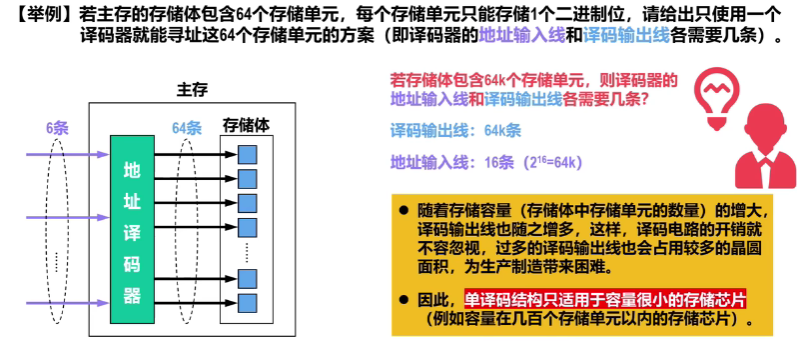 【举例】若主存的存储体包含64个存储单元，每个存储单元只能存储1个二进制位，请给出只使用一个
译码器就能寻址这64个存储单元的方案（即译码器的地址输入线和译码输出线各需要几条）。
主存
6条
64条
存储体
地址译码器
若存储体包含64k个存储单元，则译码器的
地址输入线和译码输出线各需要几条？
译码输出线：64k条
地址输入线：16条（2¹⁶=64k）
● 随着存储容量（存储体中存储单元的数量）的增大，
译码输出线也随之增多，这样，译码电路的开销就
不容忽视，过多的译码输出线也会占用较多的晶圆
面积，为生产制造带来困难。
● 因此，单译码结构只适用于容量很小的存储芯片
（例如容量在几百个存储单元以内的存储芯片）。